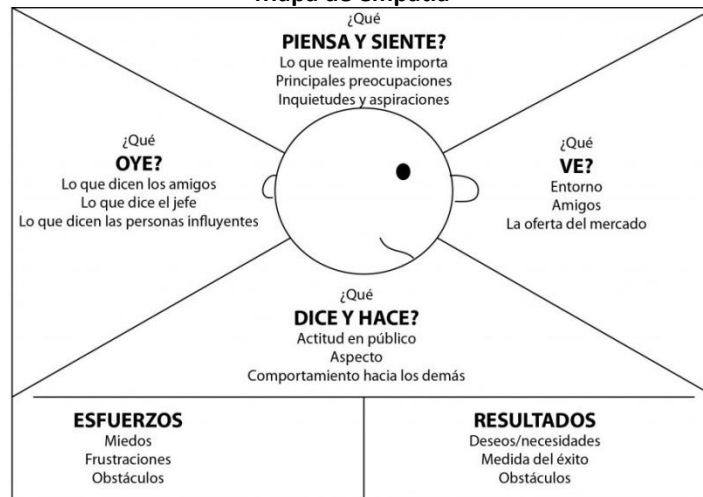 Mapa de empatía
¿Qué
PIENSA Y SIENTE?
Lo que realmente importa
Principales preocupaciones
Inquietudes y aspiraciones
¿Qué
OYE?
Lo que dicen los amigos
Lo que dice el jefe
Lo que dicen las personas influyentes
¿Qué
VE?
Entorno
Amigos
La oferta del mercado
¿Qué
DICE Y HACE?
Actitud en público
Aspecto
Comportamiento hacia los demás
ESFUERZOS
Miedos
Frustraciones
Obstáculos
RESULTADOS
Deseos/necesidades
Medida del éxito
Obstáculos